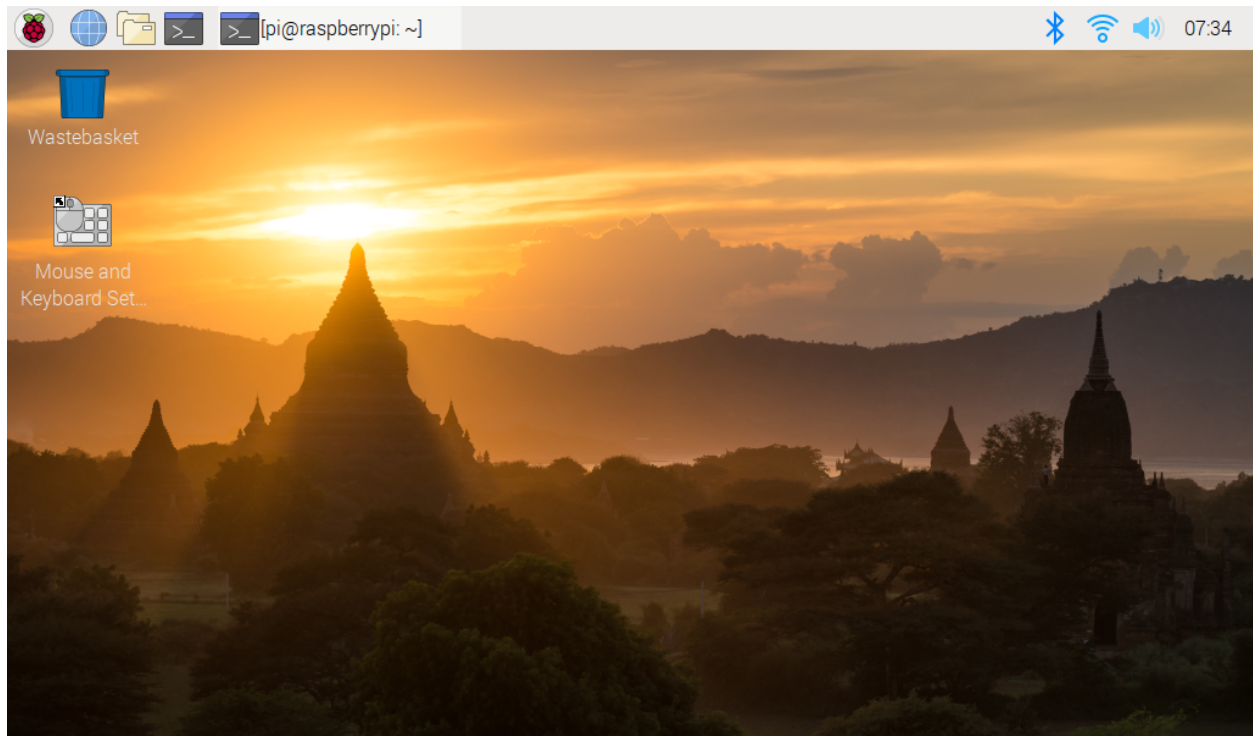 [pi@raspberrypi: ~]
07:34
Wastebasket
Mouse and
Keyboard Set...